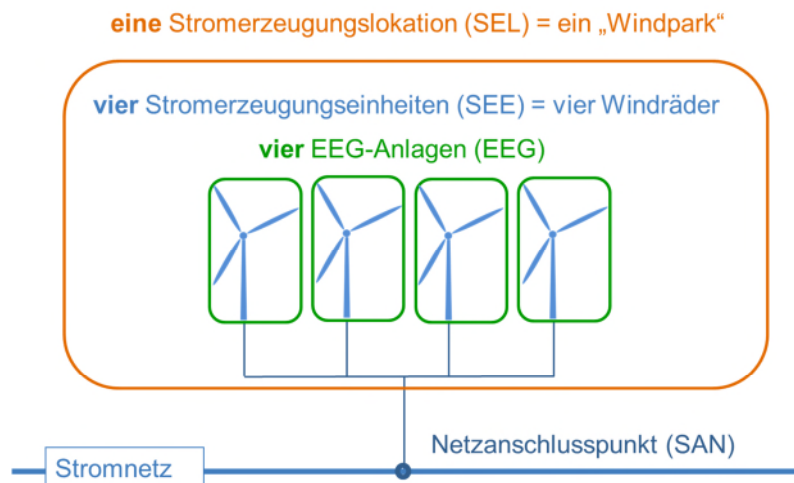 eine Stromerzeugungslokation (SEL) = ein „Windpark“
vier Stromerzeugungseinheiten (SEE) = vier Windräder
vier EEG-Anlagen (EEG)
Netzanschlusspunkt (SAN)
Stromnetz